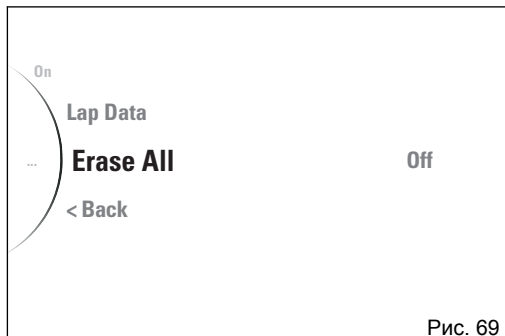 On
Lap Data
... Erase All Off
< Back
Рис. 69